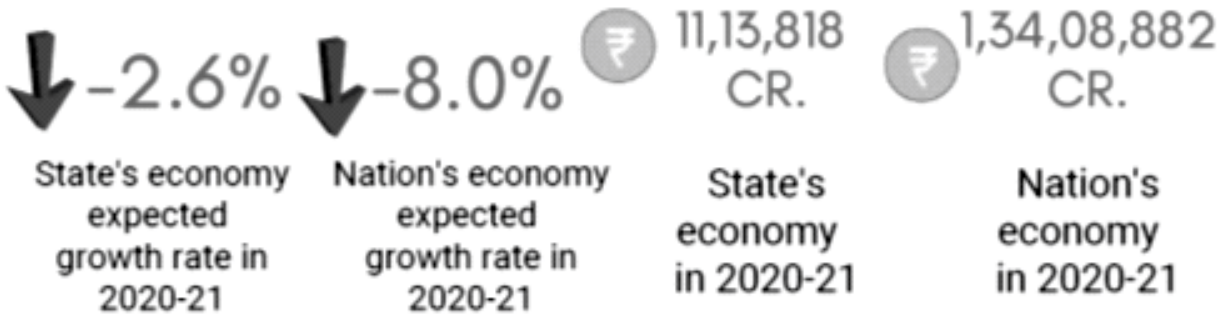 -2.6%
State's economy
expected
growth rate in
2020-21
-8.0%
Nation's economy
expected
growth rate in
2020-21
₹ 11,13,818
CR.
State's
economy
in 2020-21
₹ 1,34,08,882
CR.
Nation's
economy
in 2020-21